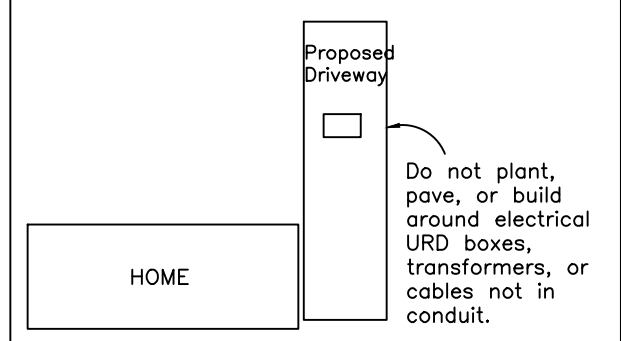 Proposed
Driveway
Do not plant,
pave, or build
around electrical
URD boxes,
transformers, or
cables not in
conduit.
HOME